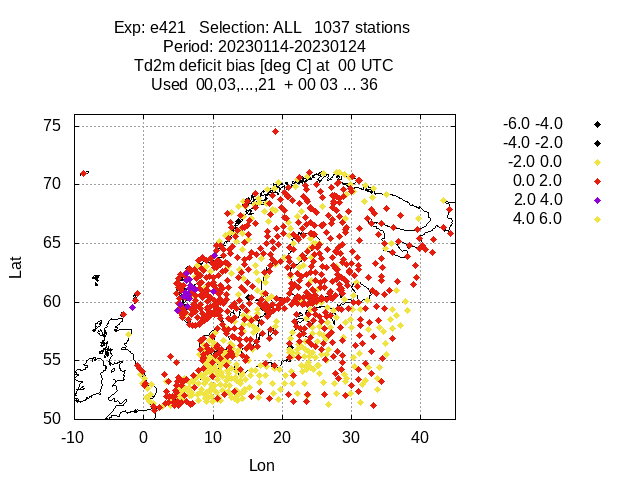 Exp: e421   Selection: ALL   1037 stations
Period: 20230114-20230124
Td2m deficit bias [deg C] at  00 UTC
Used  00,03,...,21  + 00 03 ... 36
-6.0 -4.0
-4.0 -2.0
-2.0 0.0
0.0 2.0
2.0 4.0
4.0 6.0
75
70
65
60
55
50
Lat
-10 0 10 20 30 40
Lon